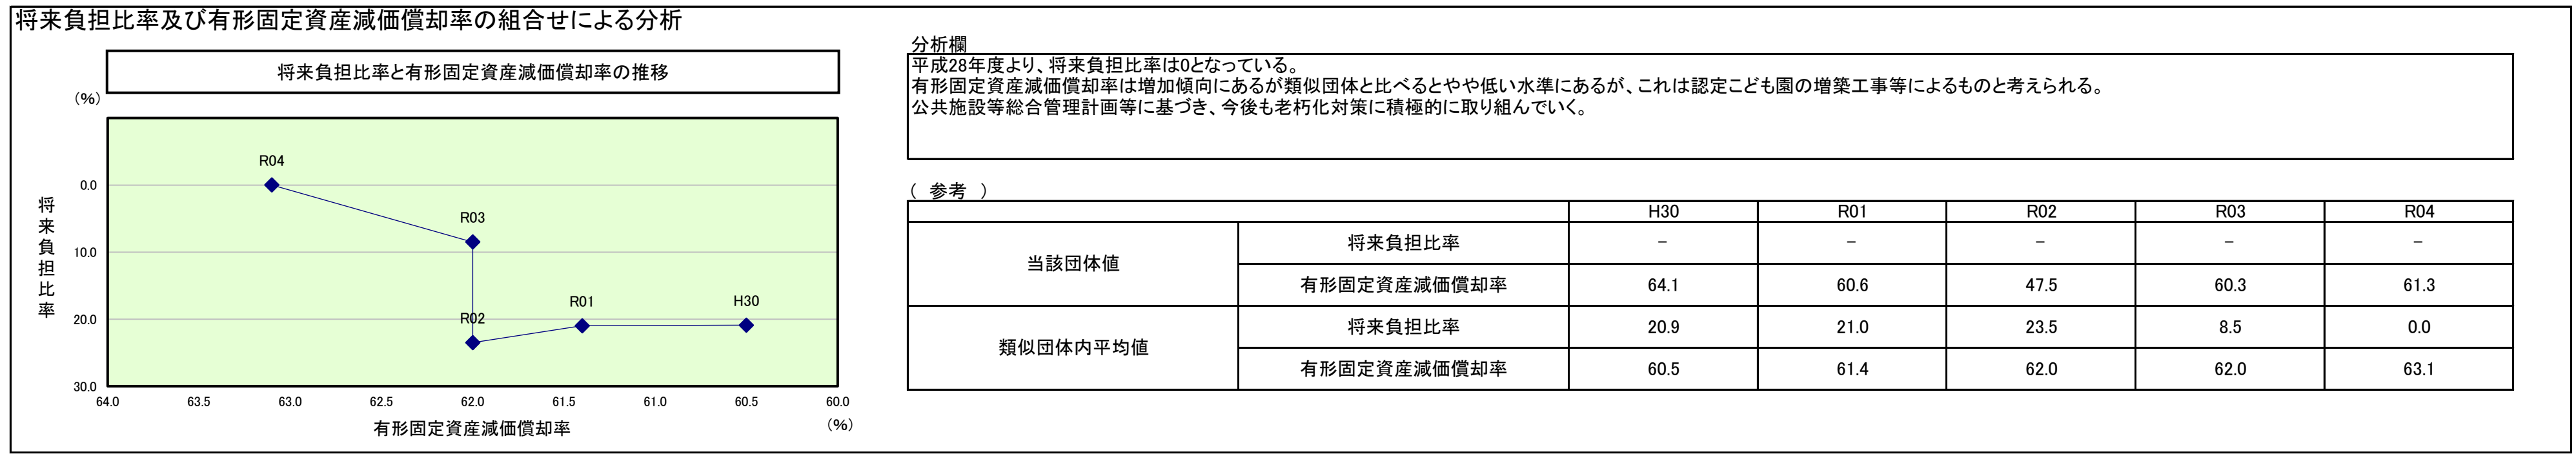 将来負担比率及び有形固定資産減価償却率の組合せによる分析
将来負担比率と有形固定資産減価償却率の推移
(%)
将来負担比率
0.0
10.0
20.0
30.0
R04
R03
R02
R01
H30
64.0 63.5 63.0 62.5 62.0 61.5 61.0 60.5 60.0
有形固定資産減価償却率
(%)
分析欄
平成28年度より、将来負担比率は0となっている。
有形固定資産減価償却率は増加傾向にあるが類似団体と比べるとやや低い水準にあるが、これは認定こども園の増築工事等によるものと考えられる。
公共施設等総合管理計画等に基づき、今後も老朽化対策に積極的に取り組んでいく。
( 参考 )
H30 R01 R02 R03 R04
当該団体値
将来負担比率 - - - - -
有形固定資産減価償却率 64.1 60.6 47.5 60.3 61.3
類似団体内平均値
将来負担比率 20.9 21.0 23.5 8.5 0.0
有形固定資産減価償却率 60.5 61.4 62.0 62.0 63.1